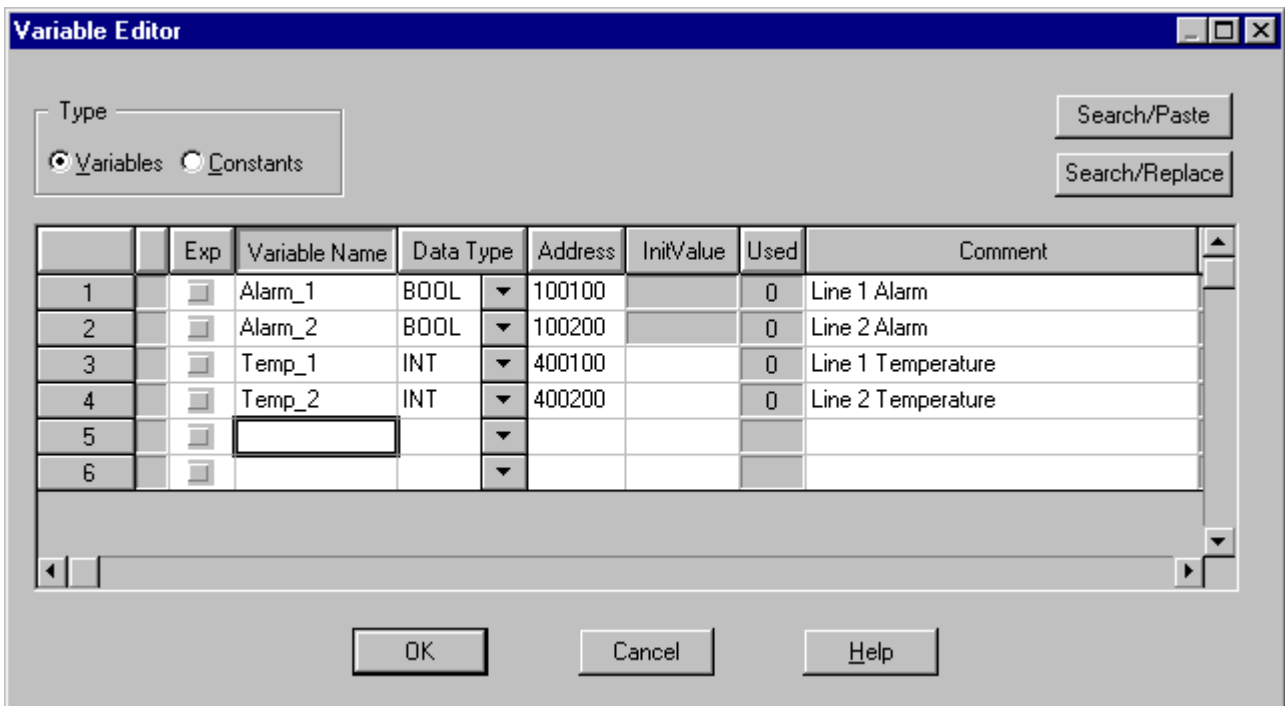 Variable Editor
Type
Variables Constants
Search/Paste
Search/Replace
Exp Variable Name Data Type Address InitValue Used Comment
1 Alarm_1 BOOL 100100 0 Line 1 Alarm
2 Alarm_2 BOOL 100200 0 Line 2 Alarm
3 Temp_1 INT 400100 0 Line 1 Temperature
4 Temp_2 INT 400200 0 Line 2 Temperature
5
6
OK Cancel Help